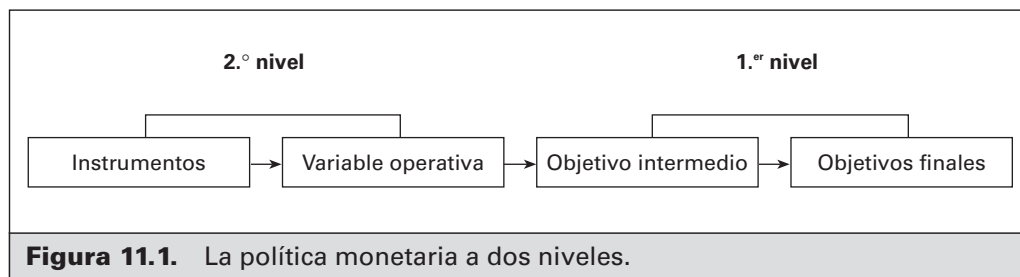 2.° nivel
1.er nivel
Instrumentos
Variable operativa
Objetivo intermedio
Objetivos finales
Figura 11.1. La política monetaria a dos niveles.